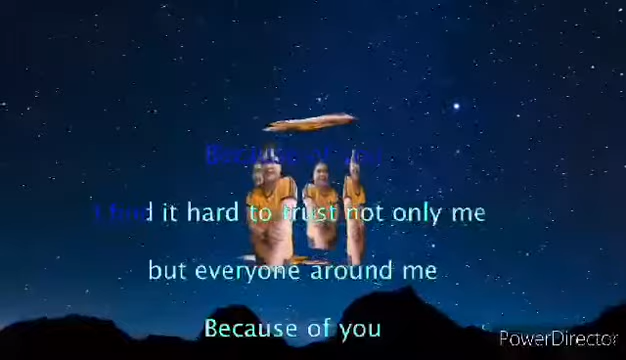 Because of you
I find it hard to trust not only me
but everyone around me
Because of you
PowerDirector